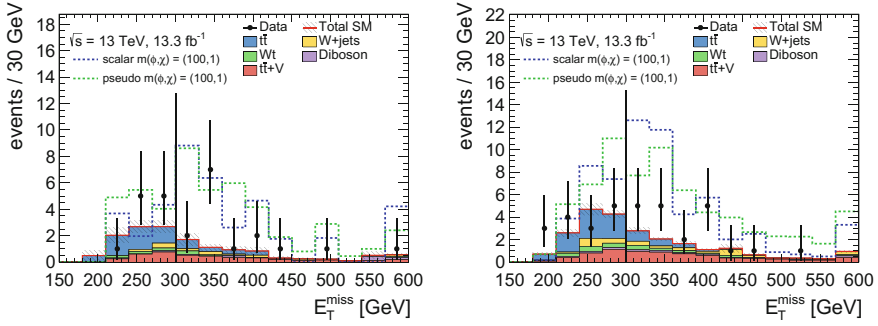 events / 30 GeV
18
16
14
12
10
8
6
4
2
0
√s = 13 TeV, 13.3 fb⁻¹
scalar m(ϕ,χ) = (100,1)
pseudo m(ϕ,χ) = (100,1)
Data
tt̄
Wt
tt̄+V
Total SM
W+jets
Diboson
150 200 250 300 350 400 450 500 550 600
E_T^miss [GeV]
events / 30 GeV
22
20
18
16
14
12
10
8
6
4
2
0
√s = 13 TeV, 13.3 fb⁻¹
scalar m(ϕ,χ) = (100,1)
pseudo m(ϕ,χ) = (100,1)
Data
tt̄
Wt
tt̄+V
Total SM
W+jets
Diboson
150 200 250 300 350 400 450 500 550 600
E_T^miss [GeV]